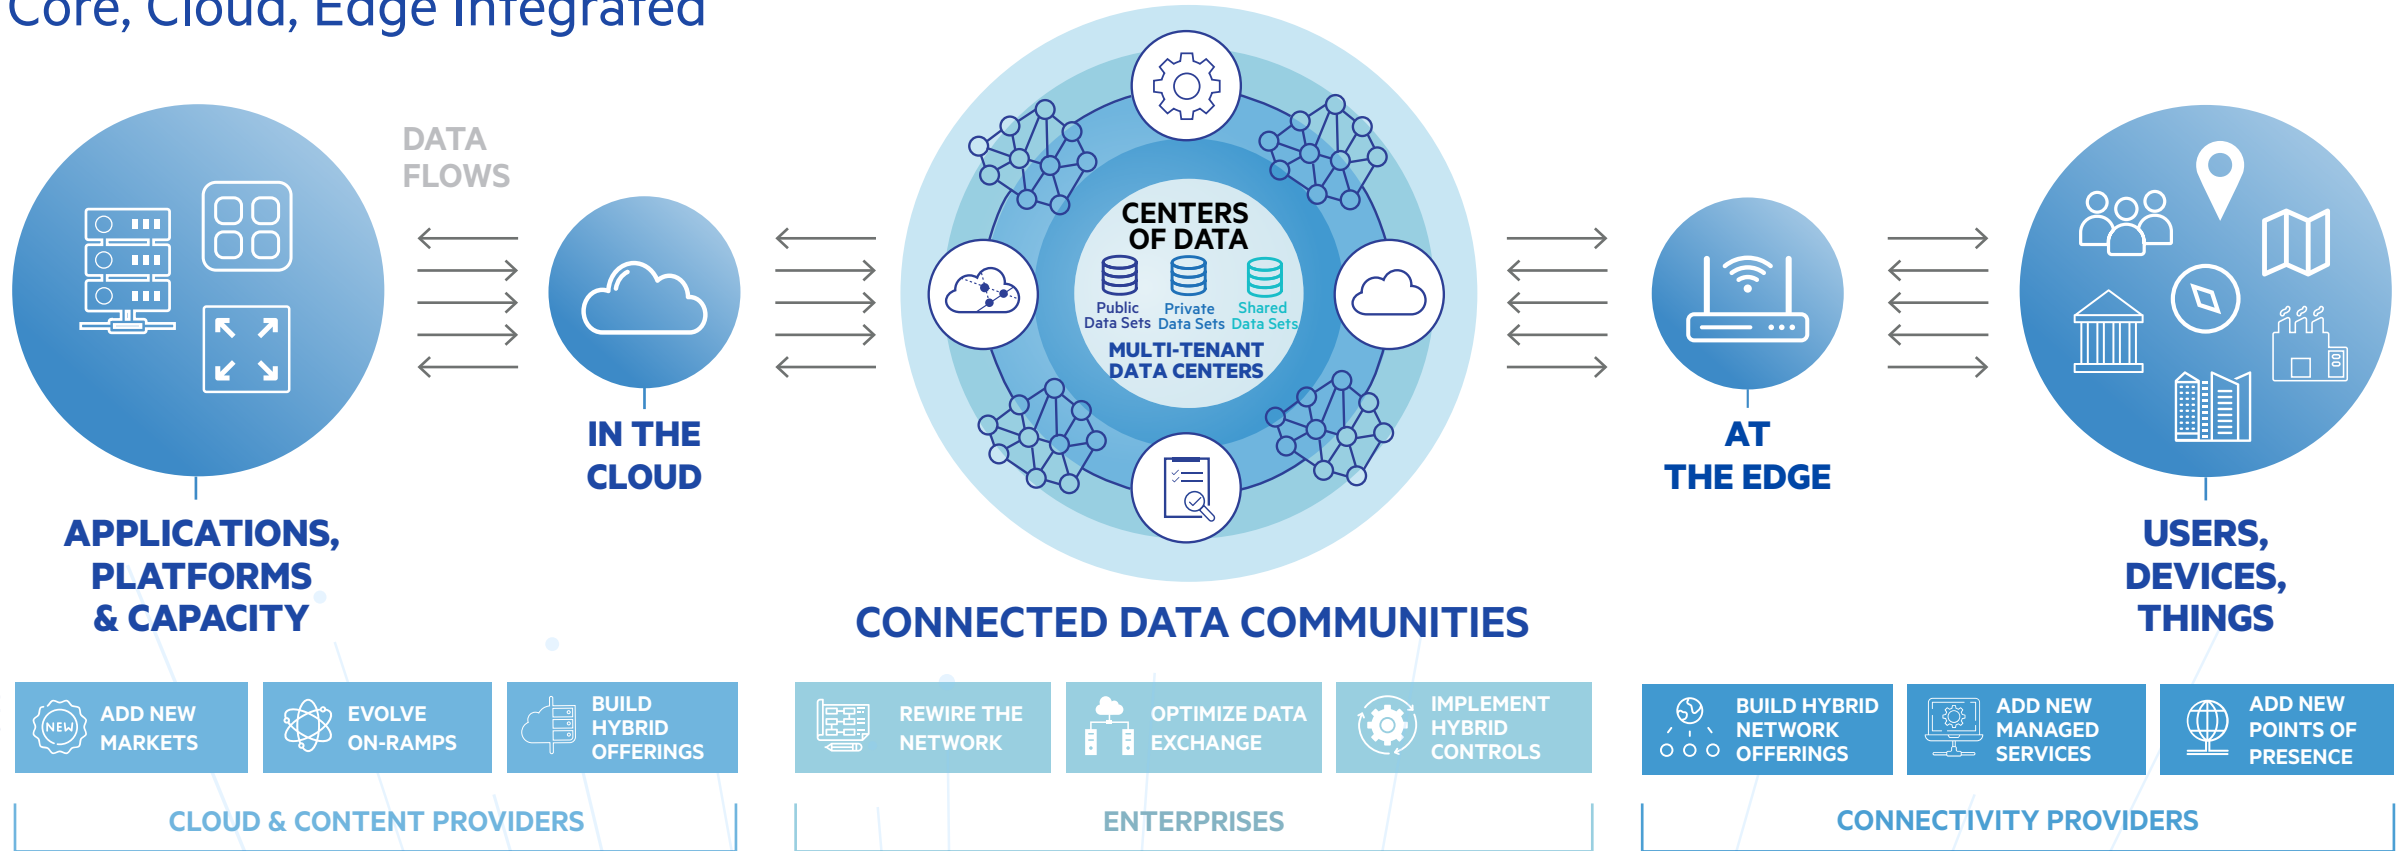 Core, Cloud, Edge Integrated
DATA
FLOWS
APPLICATIONS,
PLATFORMS
& CAPACITY
IN THE
CLOUD
CENTERS
OF DATA
Public
Data Sets
Private
Data Sets
Shared
Data Sets
MULTI-TENANT
DATA CENTERS
CONNECTED DATA COMMUNITIES
AT
THE EDGE
USERS,
DEVICES,
THINGS
NEW
ADD NEW
MARKETS
EVOLVE
ON-RAMPS
BUILD
HYBRID
OFFERINGS
CLOUD & CONTENT PROVIDERS
REWIRE THE
NETWORK
OPTIMIZE DATA
EXCHANGE
IMPLEMENT
HYBRID
CONTROLS
ENTERPRISES
BUILD HYBRID
NETWORK
OFFERINGS
ADD NEW
MANAGED
SERVICES
ADD NEW
POINTS OF
PRESENCE
CONNECTIVITY PROVIDERS